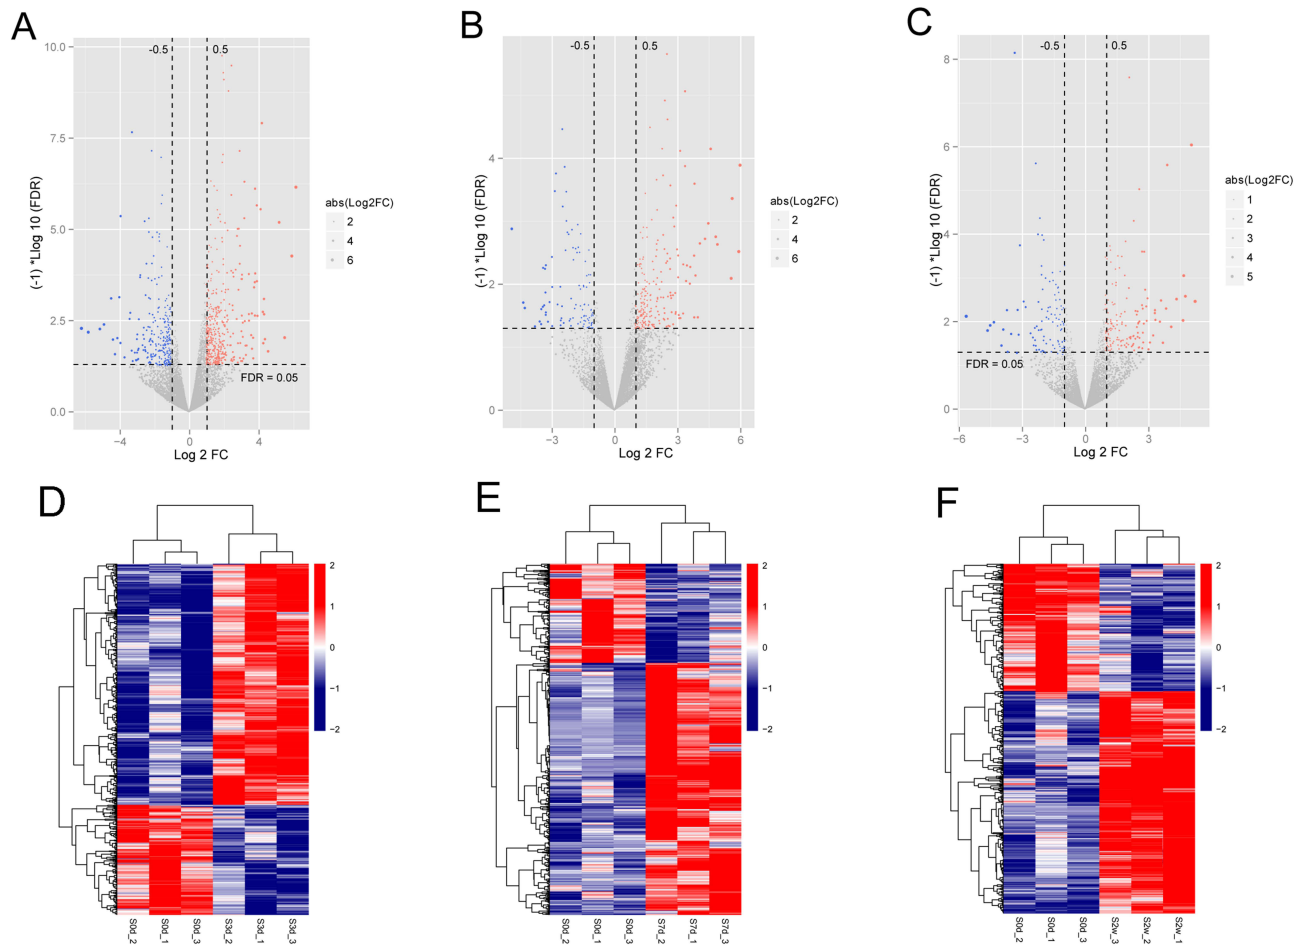 A
-0.5 0.5
10.0
7.5
5.0
2.5
0.0
(-1) *Llog 10 (FDR)
FDR = 0.05
−4 0 4
Log 2 FC
abs(Log2FC)
2
4
6
B
-0.5 0.5
4
2
0
(-1) *Llog 10 (FDR)
−3 0 3 6
Log 2 FC
abs(Log2FC)
2
4
6
C
-0.5 0.5
8
6
4
2
0
(-1) *Llog 10 (FDR)
FDR = 0.05
−6 −3 0 3
Log 2 FC
abs(Log2FC)
1
2
3
4
5
D
2
1
0
−1
−2
S0d_2
S0d_1
S0d_3
S3d_2
S3d_1
S3d_3
E
2
1
0
−1
−2
S0d_2
S0d_1
S0d_3
S7d_2
S7d_1
S7d_3
F
2
1
0
−1
−2
S0d_2
S0d_1
S0d_3
S2w_3
S2w_2
S2w_1